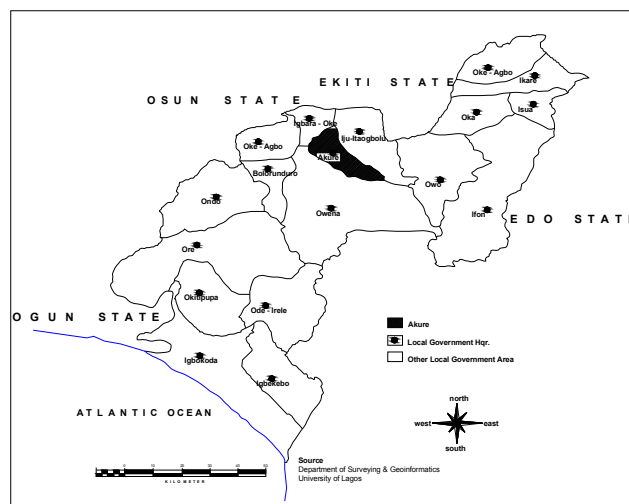 Oke - Agbo
Ikare
EKITI STATE
OSUN STATE
Oka
Isua
Igbara - Oke
Iju-Itaogbolu
Oke - Agbo
Akure
Bolorunduro
Owo
Ondo
Owena
Ifon
EDO STATE
Ore
Okitipupa
Ode - Irele
OGUN STATE
Akure
Local Government Hqr.
Other Local Government Area
Igbokoda
Igbekebo
ATLANTIC OCEAN
north
west
east
south
Source
Department of Surveying & Geoinformatics
University of Lagos
KILOMETER